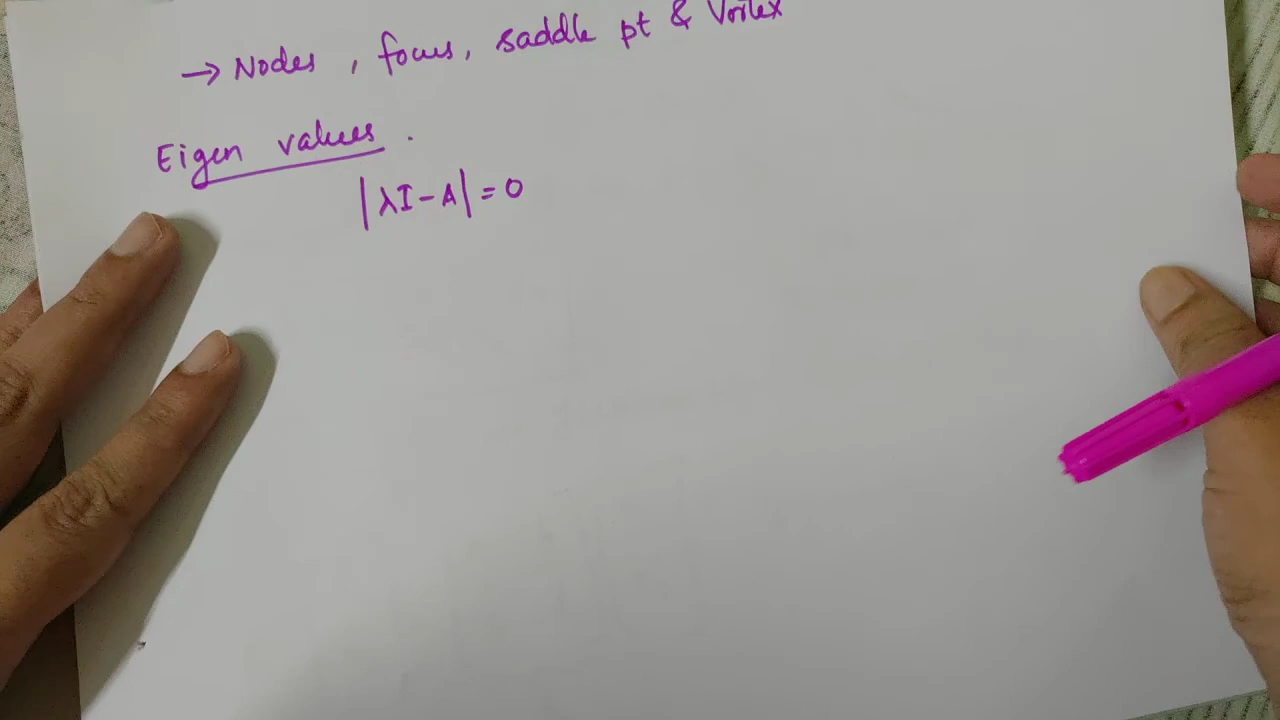 → Nodes, focus, saddle pt & Vortex
Eigen values.
|λI-A|=0